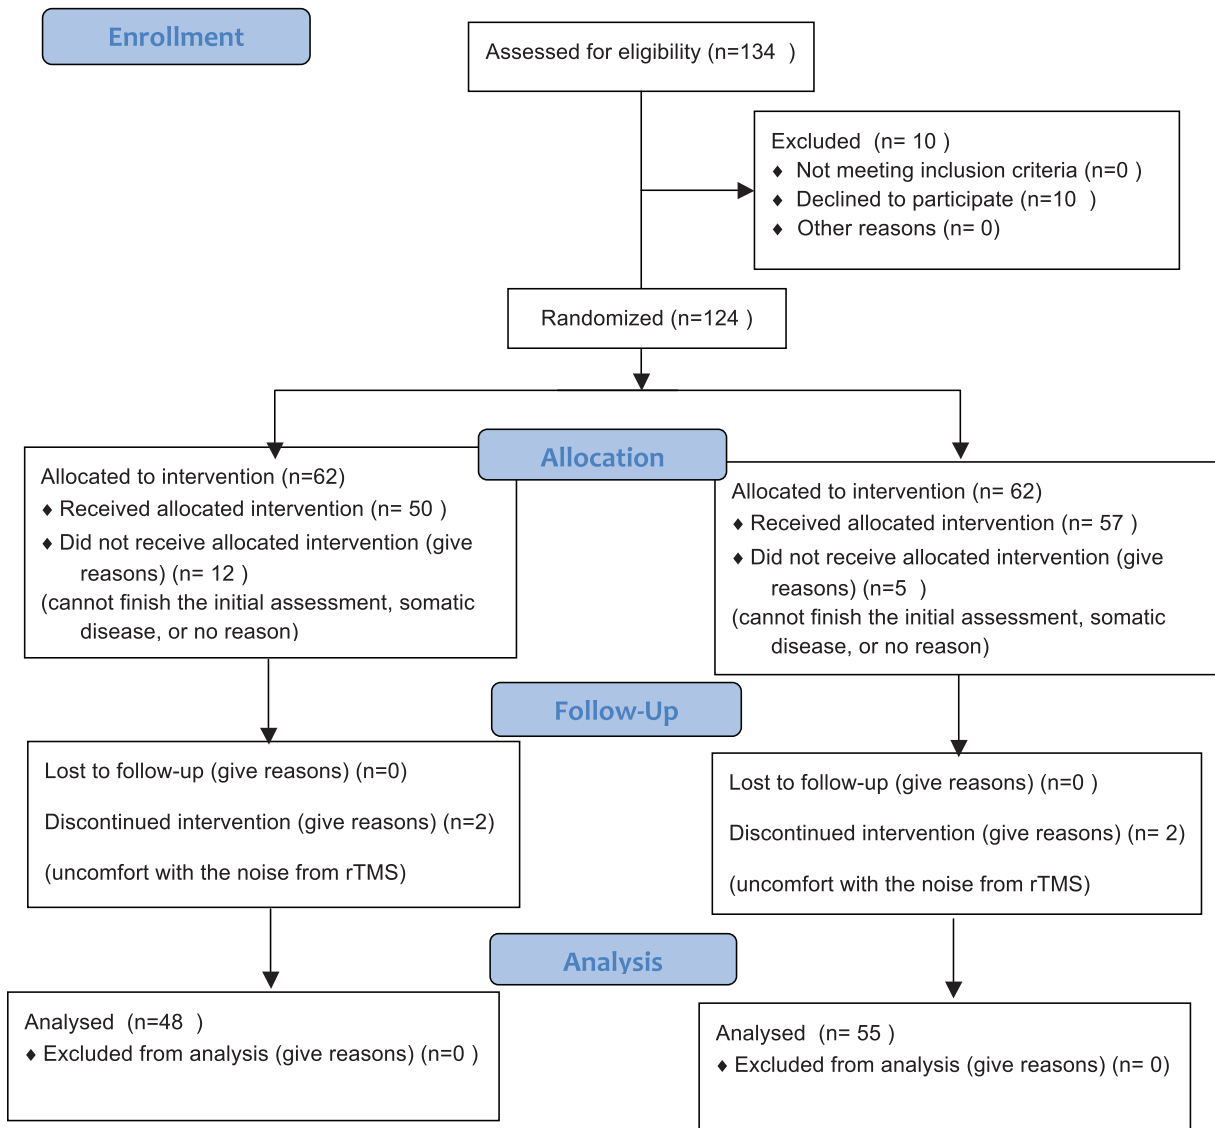 Enrollment
Assessed for eligibility (n=134 )
Excluded (n= 10 )
♦ Not meeting inclusion criteria (n=0 )
♦ Declined to participate (n=10 )
♦ Other reasons (n= 0)
Randomized (n=124 )
Allocation
Allocated to intervention (n=62)
♦ Received allocated intervention (n= 50 )
♦ Did not receive allocated intervention (give
reasons) (n= 12 )
(cannot finish the initial assessment, somatic
disease, or no reason)
Allocated to intervention (n= 62)
♦ Received allocated intervention (n= 57 )
♦ Did not receive allocated intervention (give
reasons) (n=5 )
(cannot finish the initial assessment, somatic
disease, or no reason)
Follow-Up
Lost to follow-up (give reasons) (n=0)
Discontinued intervention (give reasons) (n=2)
(uncomfort with the noise from rTMS)
Lost to follow-up (give reasons) (n=0 )
Discontinued intervention (give reasons) (n= 2)
(uncomfort with the noise from rTMS)
Analysis
Analysed (n=48 )
♦ Excluded from analysis (give reasons) (n=0 )
Analysed (n= 55 )
♦ Excluded from analysis (give reasons) (n= 0)